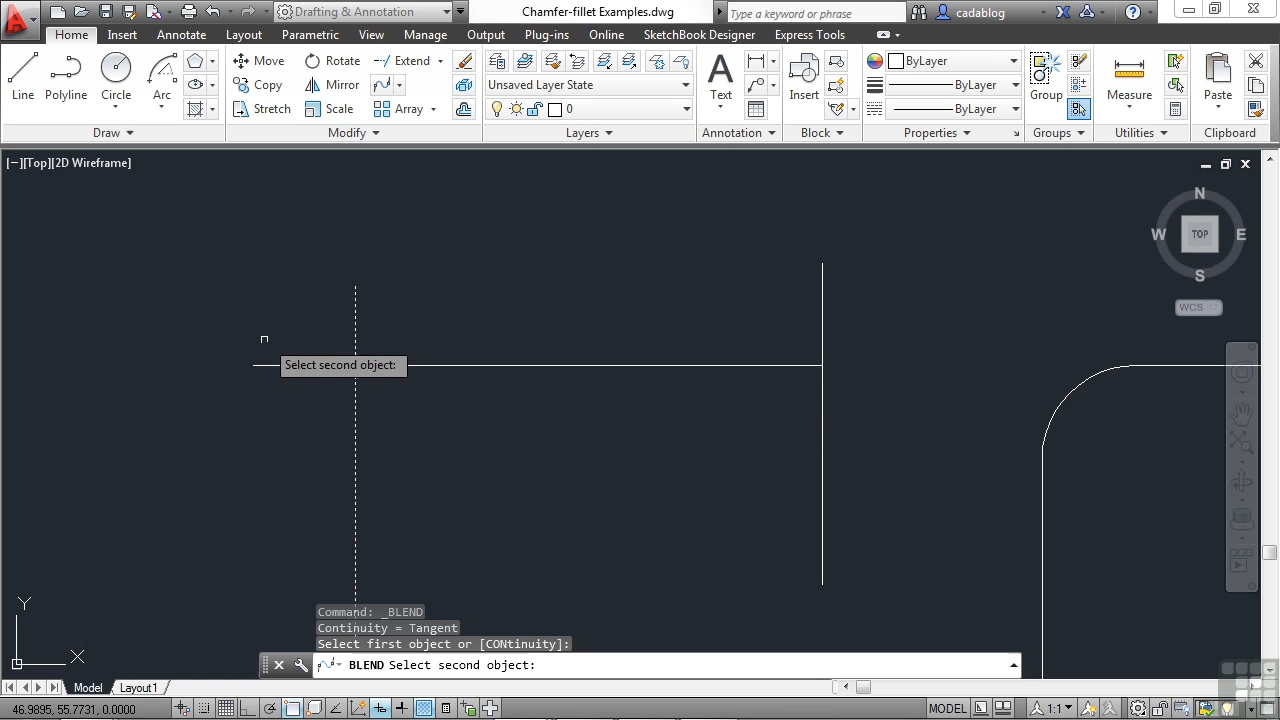 Drafting & Annotation
Chamfer-fillet Examples.dwg
Type a keyword or phrase
cadablog
Home Insert Annotate Layout Parametric View Manage Output Plug-ins Online SketchBook Designer Express Tools
Line
Polyline
Circle
Arc
Draw
Move
Rotate
Extend
Copy
Mirror
Stretch
Scale
Array
Modify
Unsaved Layer State
0
Layers
Text
Annotation
Insert
Block
ByLayer
ByLayer
ByLayer
Properties
Group
Groups
Measure
Utilities
Paste
Clipboard
[−][Top][2D Wireframe]
N
W TOP E
S
WCS
Select second object:
Y
X
Command: _BLEND
Continuity = Tangent
Select first object or [CONtinuity]:
BLEND Select second object:
Model Layout1
46.9895, 55.7731, 0.0000
MODEL
1:1